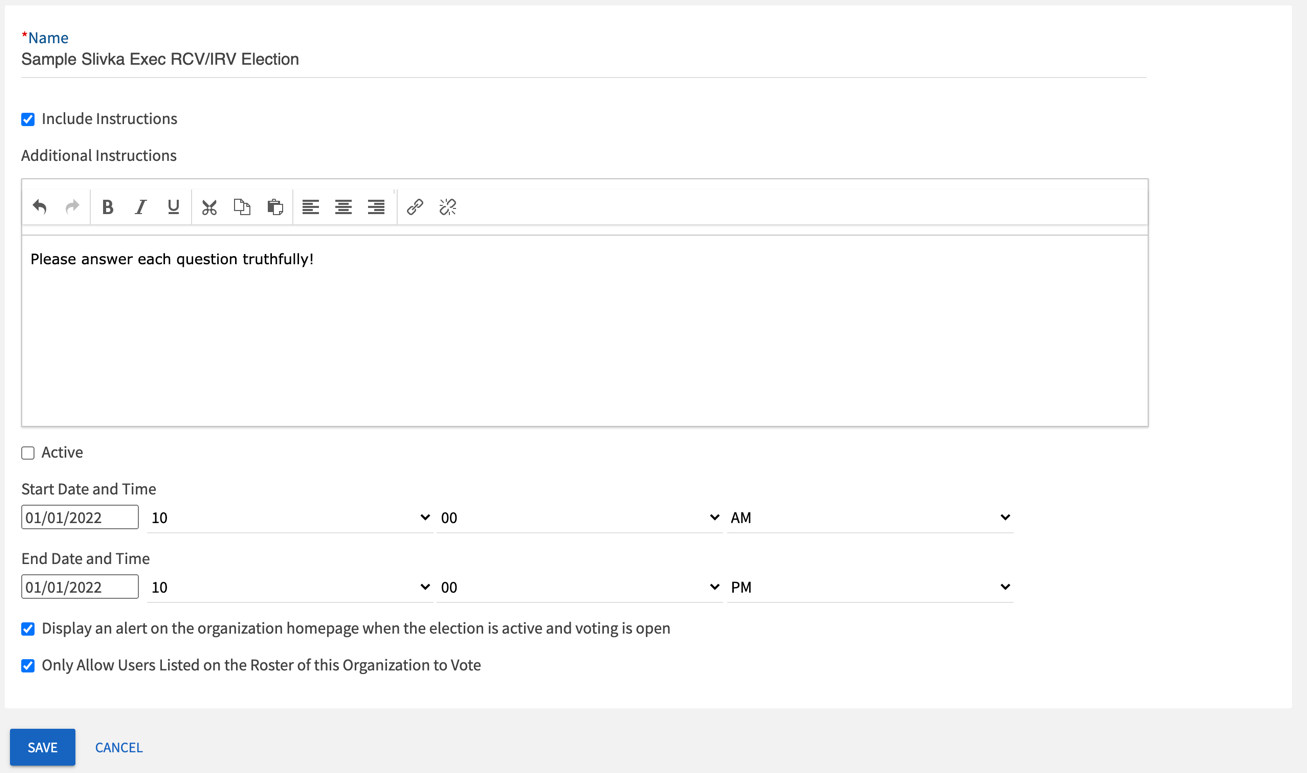 *Name
Sample Slivka Exec RCV/IRV Election
Include Instructions
Additional Instructions
B I U
Please answer each question truthfully!
Active
Start Date and Time
01/01/2022 10 00 AM
End Date and Time
01/01/2022 10 00 PM
Display an alert on the organization homepage when the election is active and voting is open
Only Allow Users Listed on the Roster of this Organization to Vote
SAVE CANCEL